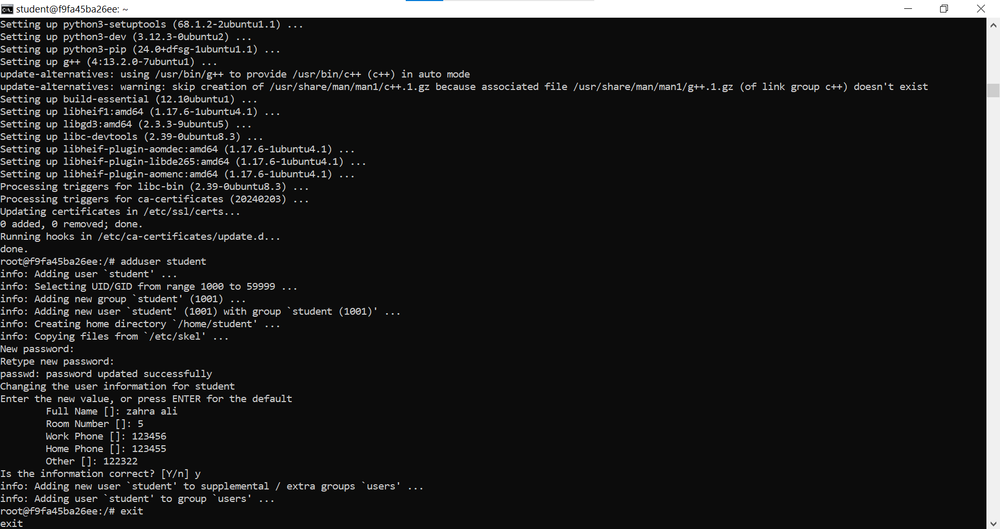 student@f9fa45ba26ee: ~
Setting up python3-setuptools (68.1.2-2ubuntu1.1) ...
Setting up python3-dev (3.12.3-0ubuntu2) ...
Setting up python3-pip (24.0+dfsg-1ubuntu1.1) ...
Setting up g++ (4:13.2.0-7ubuntu1) ...
update-alternatives: using /usr/bin/g++ to provide /usr/bin/c++ (c++) in auto mode
update-alternatives: warning: skip creation of /usr/share/man/man1/c++.1.gz because associated file /usr/share/man/man1/g++.1.gz (of link group c++) doesn't exist
Setting up build-essential (12.10ubuntu1) ...
Setting up libheif1:amd64 (1.17.6-1ubuntu4.1) ...
Setting up libgd3:amd64 (2.3.3-9ubuntu5) ...
Setting up libc-devtools (2.39-0ubuntu8.3) ...
Setting up libheif-plugin-aomdec:amd64 (1.17.6-1ubuntu4.1) ...
Setting up libheif-plugin-libde265:amd64 (1.17.6-1ubuntu4.1) ...
Setting up libheif-plugin-aomenc:amd64 (1.17.6-1ubuntu4.1) ...
Processing triggers for libc-bin (2.39-0ubuntu8.3) ...
Processing triggers for ca-certificates (20240203) ...
Updating certificates in /etc/ssl/certs...
0 added, 0 removed; done.
Running hooks in /etc/ca-certificates/update.d...
done.
root@f9fa45ba26ee:/# adduser student
info: Adding user `student' ...
info: Selecting UID/GID from range 1000 to 59999 ...
info: Adding new group `student' (1001) ...
info: Adding new user `student' (1001) with group `student (1001)' ...
info: Creating home directory `/home/student' ...
info: Copying files from `/etc/skel' ...
New password:
Retype new password:
passwd: password updated successfully
Changing the user information for student
Enter the new value, or press ENTER for the default
        Full Name []: zahra ali
        Room Number []: 5
        Work Phone []: 123456
        Home Phone []: 123455
        Other []: 122322
Is the information correct? [Y/n] y
info: Adding new user `student' to supplemental / extra groups `users' ...
info: Adding user `student' to group `users' ...
root@f9fa45ba26ee:/# exit
exit